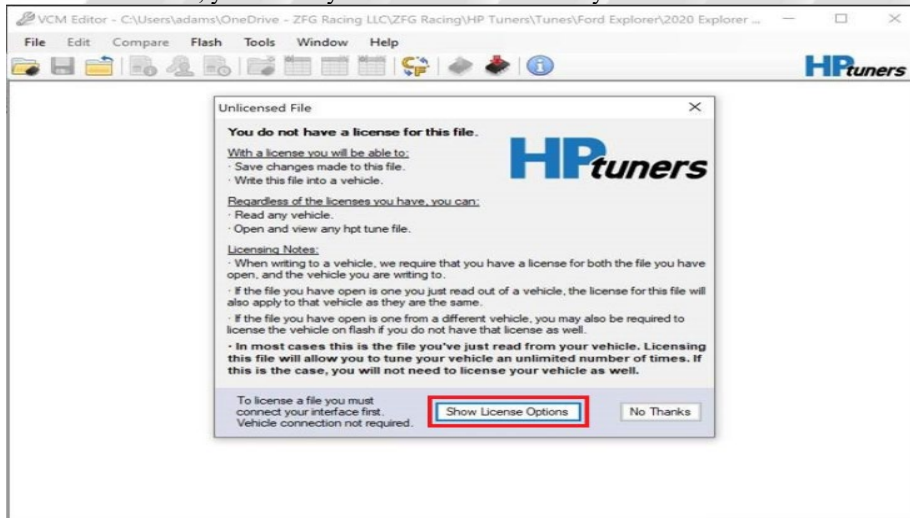 VCM Editor - C:\Users\adams\OneDrive - ZFG Racing LLC\ZFG Racing\HP Tuners\Tunes\Ford Explorer\2020 Explorer ...
File Edit Compare Flash Tools Window Help
HPtuners
Unlicensed File
You do not have a license for this file.
HPtuners
With a license you will be able to:
· Save changes made to this file.
· Write this file into a vehicle.
Regardless of the licenses you have, you can:
· Read any vehicle.
· Open and view any hpt tune file.
Licensing Notes:
· When writing to a vehicle, we require that you have a license for both the file you have
open, and the vehicle you are writing to.
· If the file you have open is one you just read out of a vehicle, the license for this file will
also apply to that vehicle as they are the same.
· If the file you have open is one from a different vehicle, you may also be required to
license the vehicle on flash if you do not have that license as well.
· In most cases this is the file you've just read from your vehicle. Licensing
this file will allow you to tune your vehicle an unlimited number of times. If
this is the case, you will not need to license your vehicle as well.
To license a file you must
connect your interface first.
Vehicle connection not required.
Show License Options
No Thanks